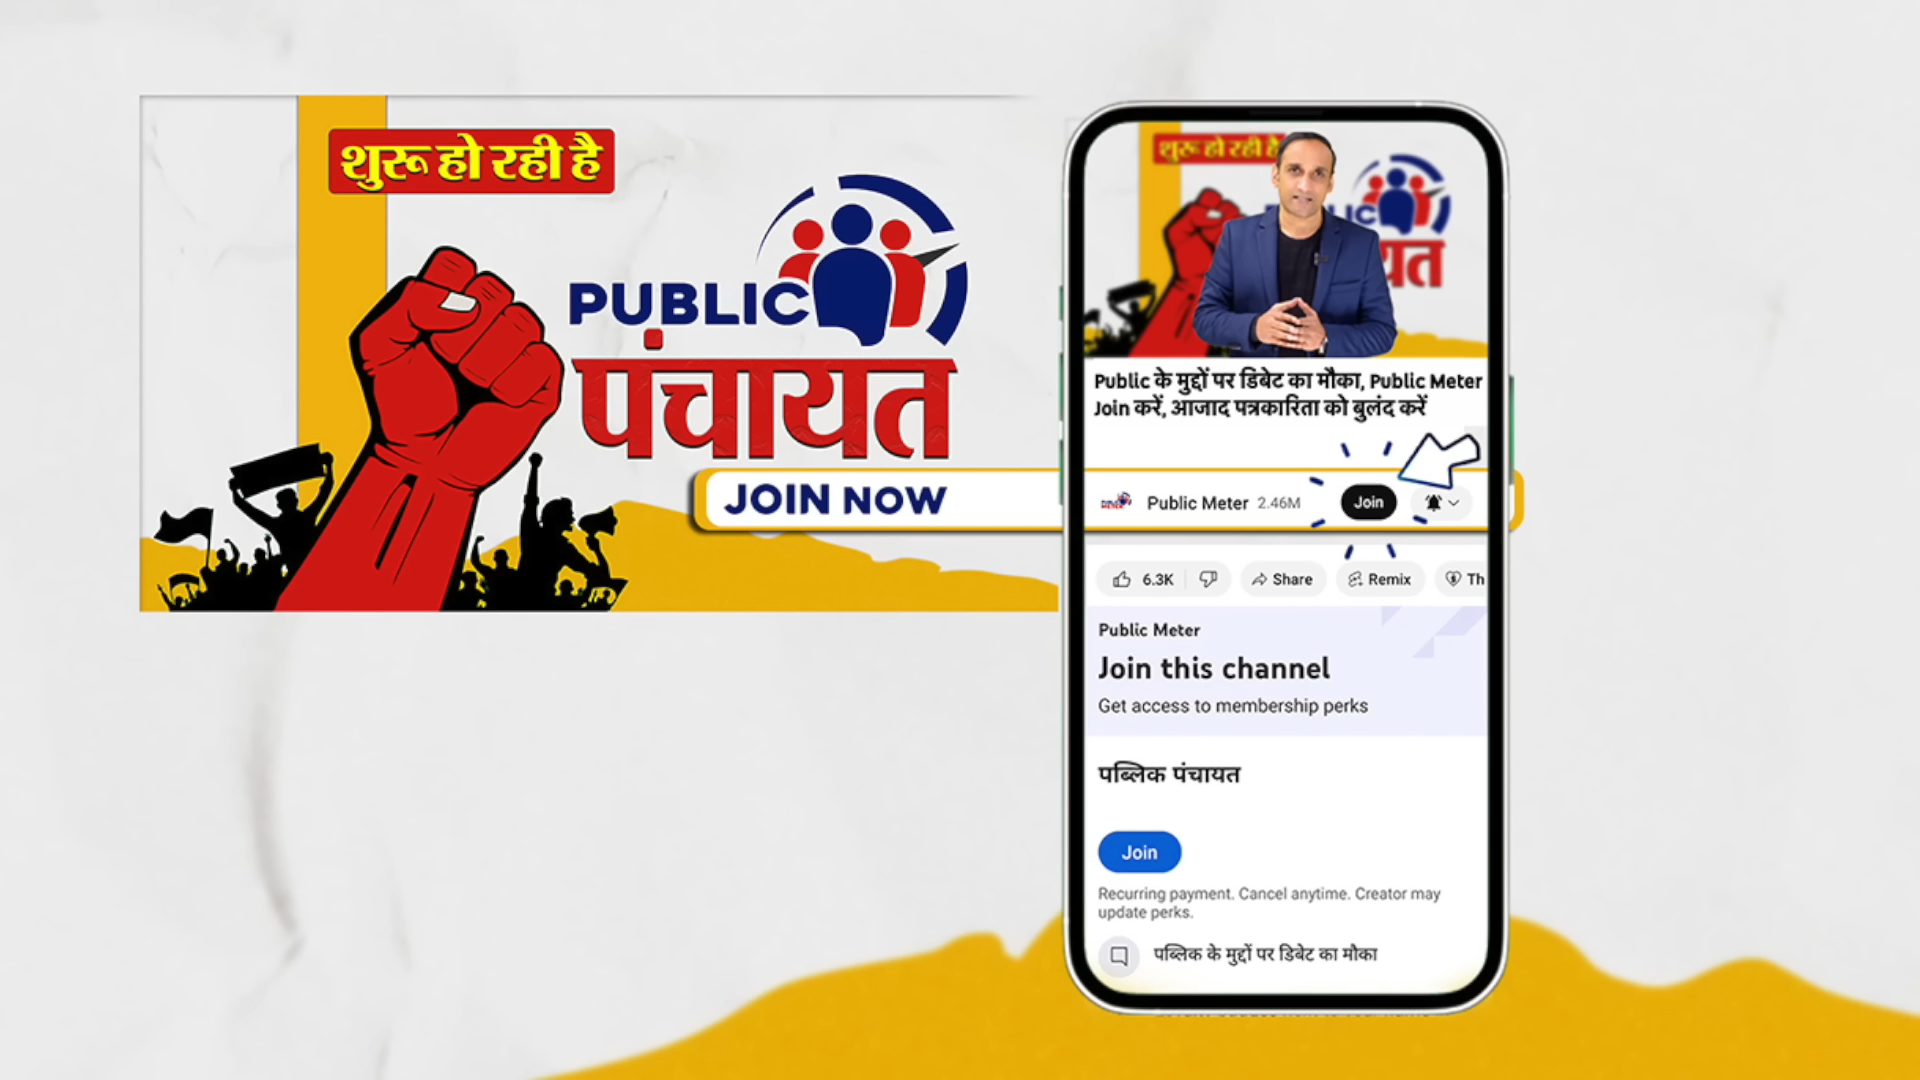 शुरू हो रही है
PUBLIC
पंचायत
JOIN NOW
शुरू हो रही है
Public के मुद्दों पर डिबेट का मौका, Public Meter
Join करें, आजाद पत्रकारिता को बुलंद करें
Public Meter 2.46M Join
6.3K Share Remix Th
Public Meter
Join this channel
Get access to membership perks
पब्लिक पंचायत
Join
Recurring payment. Cancel anytime. Creator may
update perks.
पब्लिक के मुद्दों पर डिबेट का मौका